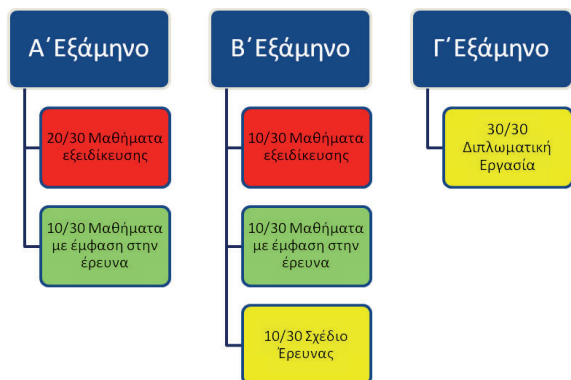 Α΄Εξάμηνο
20/30 Μαθήματα
εξειδίκευσης
10/30 Μαθήματα
με έμφαση στην
έρευνα
Β΄Εξάμηνο
10/30 Μαθήματα
εξειδίκευσης
10/30 Μαθήματα
με έμφαση στην
έρευνα
10/30 Σχέδιο
Έρευνας
Γ΄Εξάμηνο
30/30
Διπλωματική
Εργασία